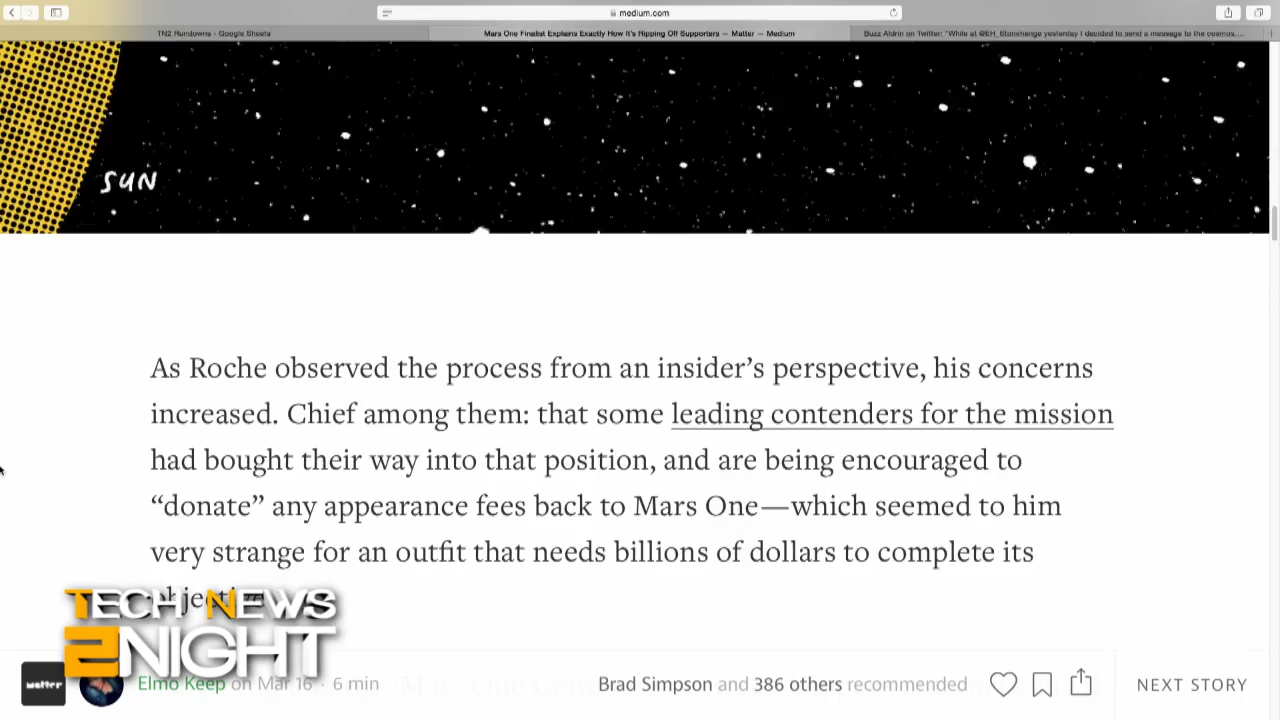 medium.com
TN2 Rundowns - Google Sheets
Mars One Finalist Explains Exactly How It's Ripping Off Supporters — Matter — Medium
Buzz Aldrin on Twitter: "While at @EH_Stonehenge yesterday I decided to send a message to the cosmos,…
SUN
As Roche observed the process from an insider's perspective, his concerns
increased. Chief among them: that some leading contenders for the mission
had bought their way into that position, and are being encouraged to
“donate” any appearance fees back to Mars One—which seemed to him
very strange for an outfit that needs billions of dollars to complete its
TECH NEWS
2NIGHT
matter
Elmo Keep on Mar 16 · 6 min
Brad Simpson and 386 others recommended
NEXT STORY